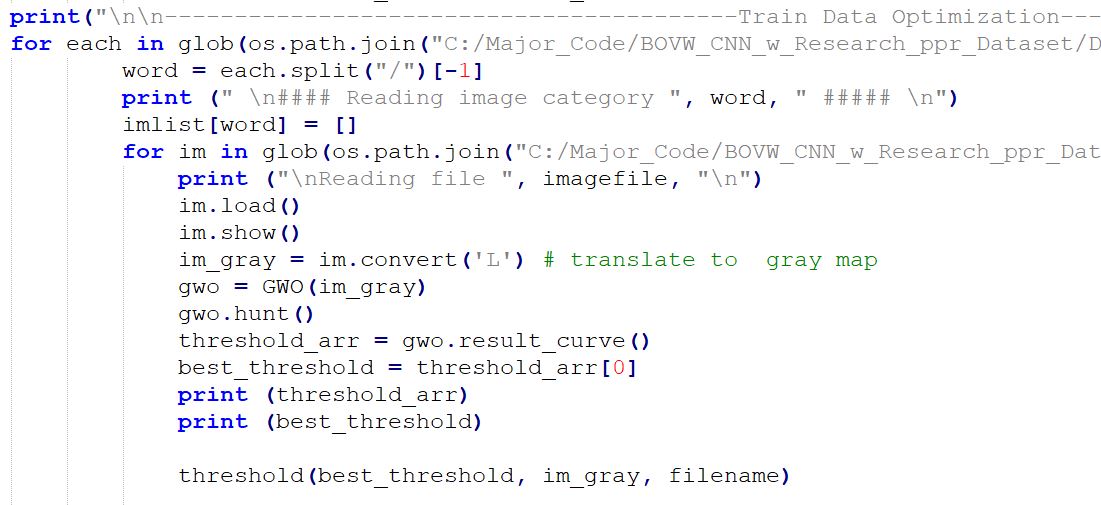 print("\n\n-----------------------------------------Train Data Optimization---
for each in glob(os.path.join("C:/Major_Code/BOVW_CNN_w_Research_ppr_Dataset/D
        word = each.split("/")[-1]
        print (" \n#### Reading image category ", word, " ##### \n")
        imlist[word] = []
        for im in glob(os.path.join("C:/Major_Code/BOVW_CNN_w_Research_ppr_Dat
            print ("\nReading file ", imagefile, "\n")
            im.load()
            im.show()
            im_gray = im.convert('L') # translate to  gray map
            gwo = GWO(im_gray)
            gwo.hunt()
            threshold_arr = gwo.result_curve()
            best_threshold = threshold_arr[0]
            print (threshold_arr)
            print (best_threshold)

            threshold(best_threshold, im_gray, filename)